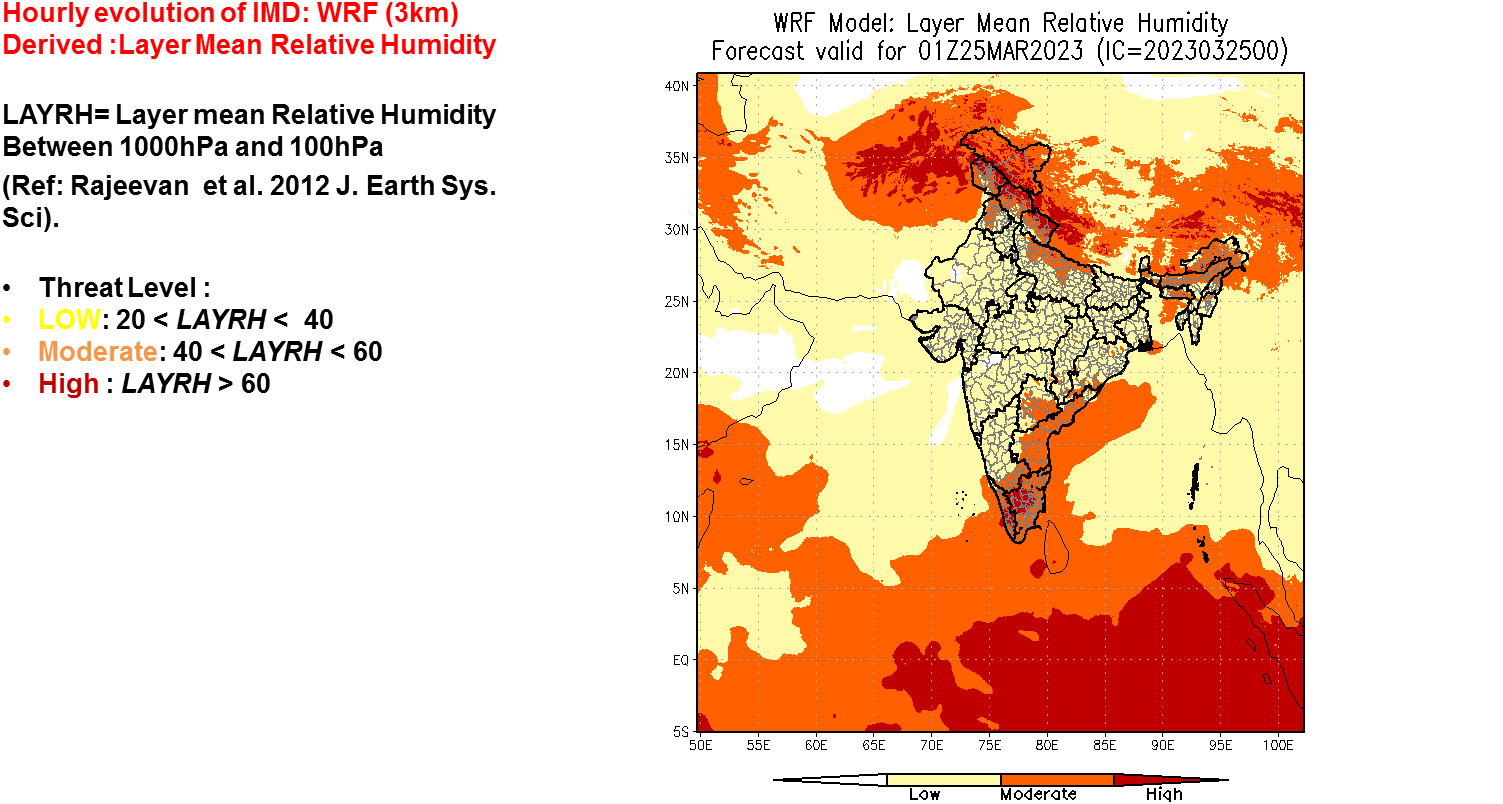 Hourly evolution of IMD: WRF (3km)
Derived :Layer Mean Relative Humidity
LAYRH= Layer mean Relative Humidity
Between 1000hPa and 100hPa
(Ref: Rajeevan et al. 2012 J. Earth Sys.
Sci).
• Threat Level :
• LOW: 20 < LAYRH < 40
• Moderate: 40 < LAYRH < 60
• High : LAYRH > 60
WRF Model: Layer Mean Relative Humidity
Forecast valid for 01Z25MAR2023 (IC=2023032500)
40N
35N
30N
25N
20N
15N
10N
5N
EQ
5S
50E 55E 60E 65E 70E 75E 80E 85E 90E 95E 100E
Low Moderate High